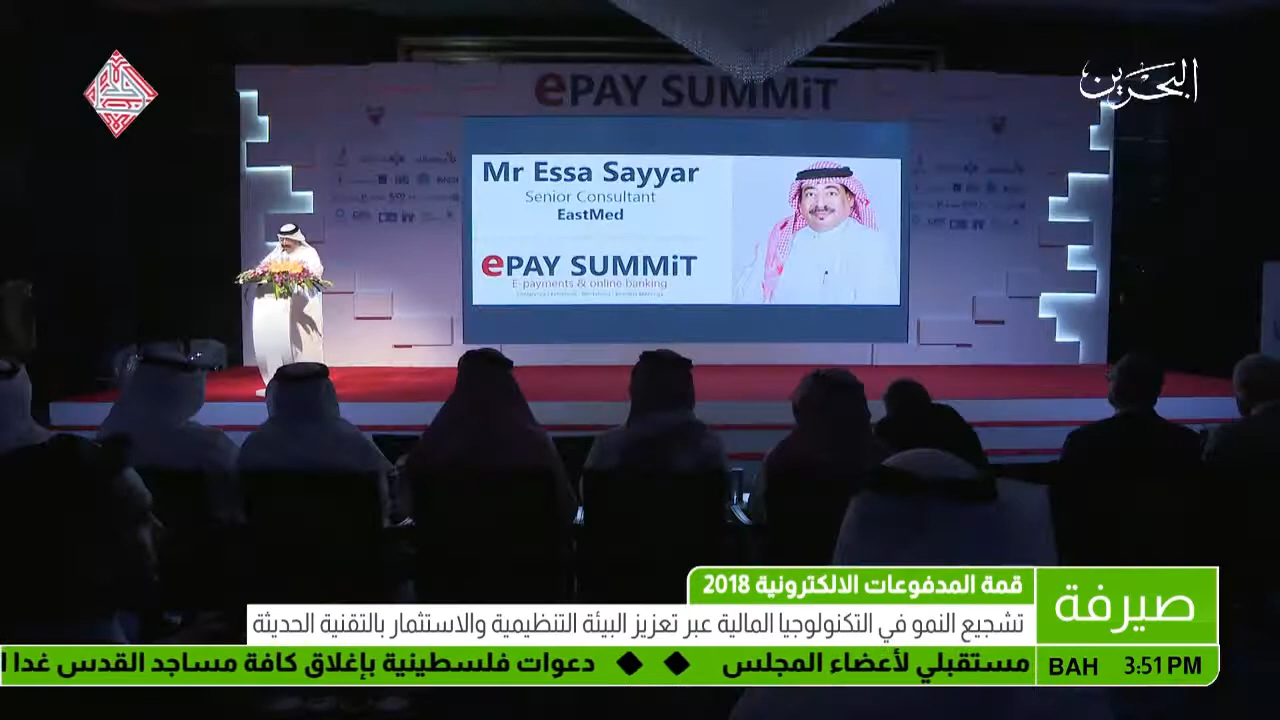 البحرين
ePAY SUMMiT
Mr Essa Sayyar
Senior Consultant
EastMed
ePAY SUMMiT
E-payments & online banking
قمة المدفوعات الالكترونية 2018
صيرفة
تشجيع النمو في التكنولوجيا المالية عبر تعزيز البيئة التنظيمية والاستثمار بالتقنية الحديثة
مستقبلي لأعضاء المجلس ◆ ◆ دعوات فلسطينية بإغلاق كافة مساجد القدس غدا
BAH 3:51 PM